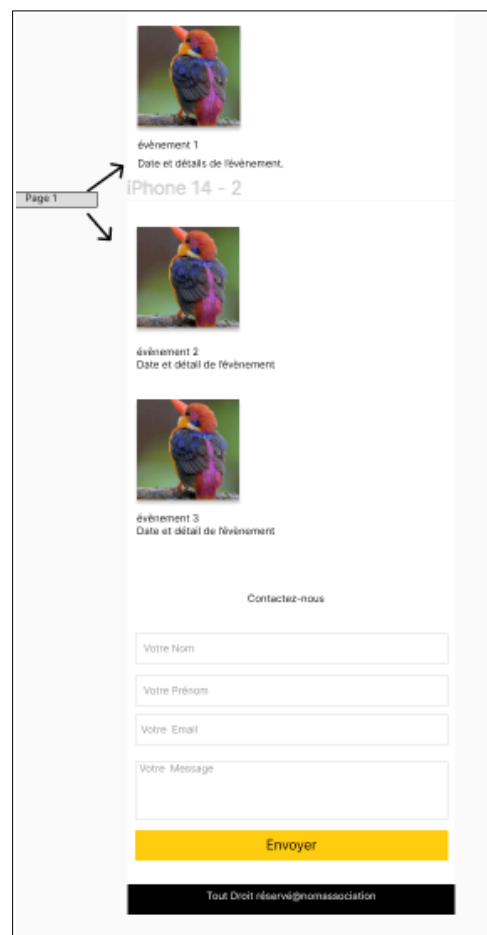 évènement 1
Date et détails de l'évènement.
Page 1
iPhone 14 - 2
évènement 2
Date et détail de l'évènement
évènement 3
Date et détail de l'évènement
Contactez-nous
Votre Nom
Votre Prénom
Votre Email
Votre Message
Envoyer
Tout Droit réservé@nomassociation